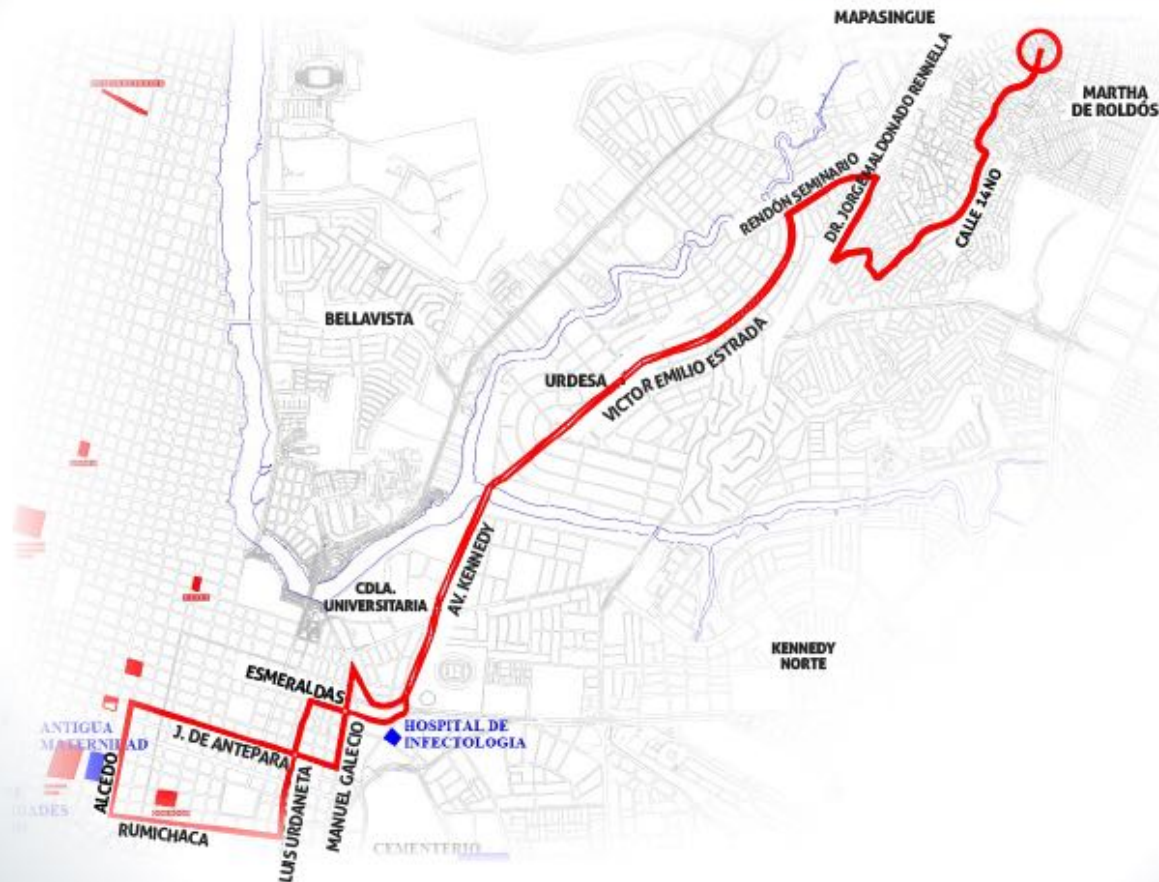 MAPASINGUE
MARTHA
DE ROLDÓS
DR. JORGE MALDONADO RENNELLA
RENDÓN SEMINARIO
CALLE 14 NO
BELLAVISTA
URDESA
VICTOR EMILIO ESTRADA
AV. KENNEDY
CDLA.
UNIVERSITARIA
KENNEDY
NORTE
ESMERALDAS
HOSPITAL DE
INFECTOLOGIA
ANTIGUA
MATERNIDAD
J. DE ANTEPARA
ALCEDO
LUIS URDANETA
MANUEL GALECIO
RUMICHACA
CEMENTERIO